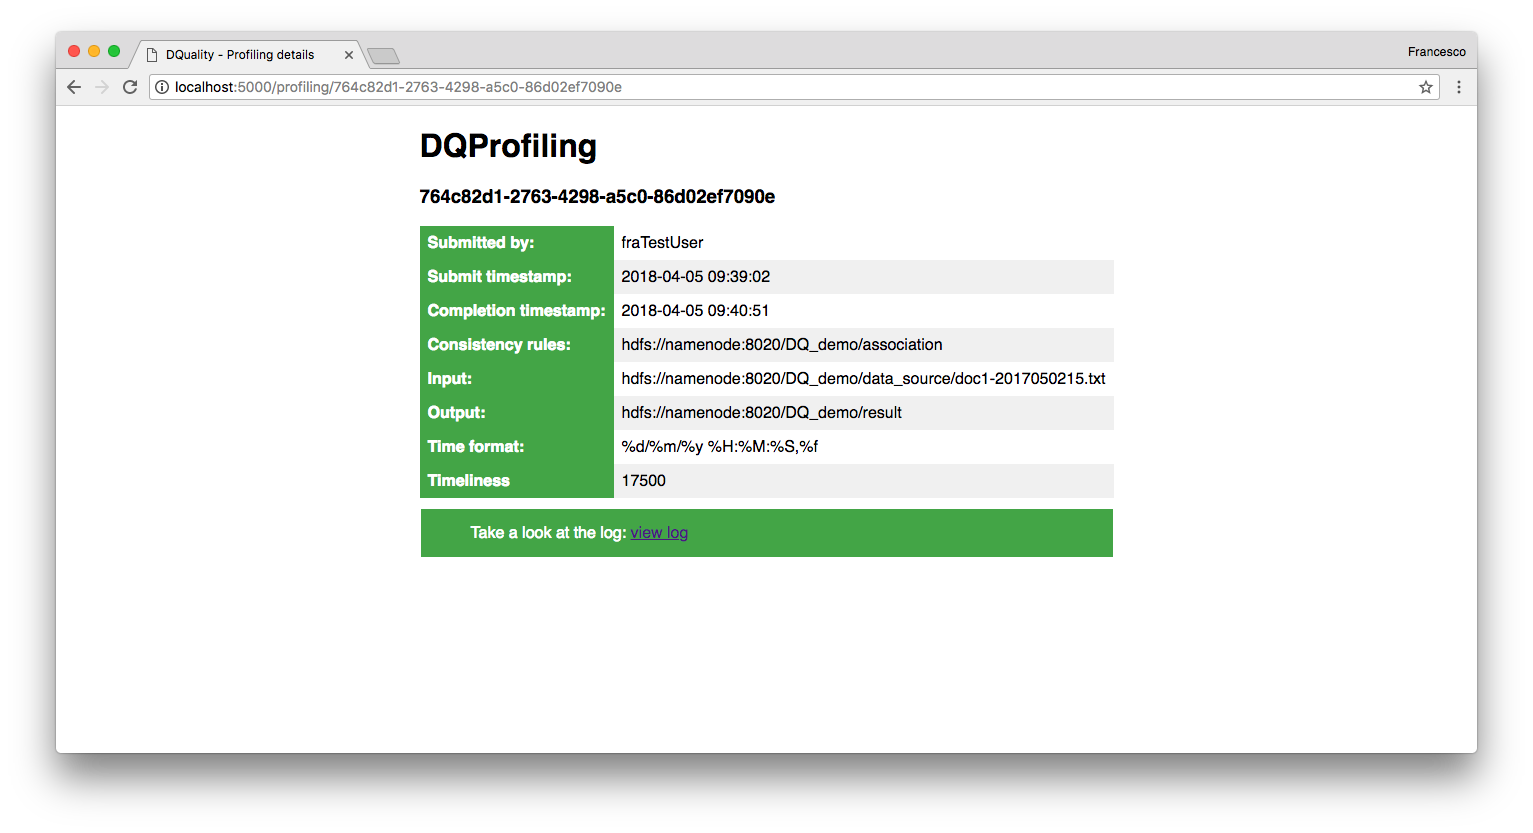 DQuality - Profiling details
Francesco
localhost:5000/profiling/764c82d1-2763-4298-a5c0-86d02ef7090e
DQProfiling
764c82d1-2763-4298-a5c0-86d02ef7090e
Submitted by: fraTestUser
Submit timestamp: 2018-04-05 09:39:02
Completion timestamp: 2018-04-05 09:40:51
Consistency rules: hdfs://namenode:8020/DQ_demo/association
Input: hdfs://namenode:8020/DQ_demo/data_source/doc1-2017050215.txt
Output: hdfs://namenode:8020/DQ_demo/result
Time format: %d/%m/%y %H:%M:%S,%f
Timeliness 17500
Take a look at the log: view log